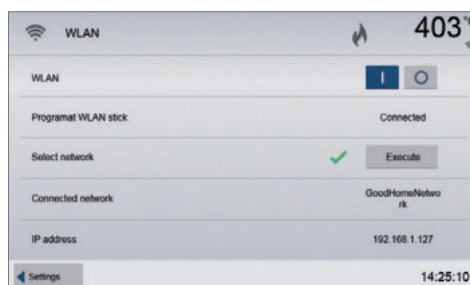 WLAN 403°
WLAN I O
Programat WLAN stick Connected
Select network Execute
Connected network GoodHomeNetwo
rk
IP address 192.168.1.127
Settings 14:25:10